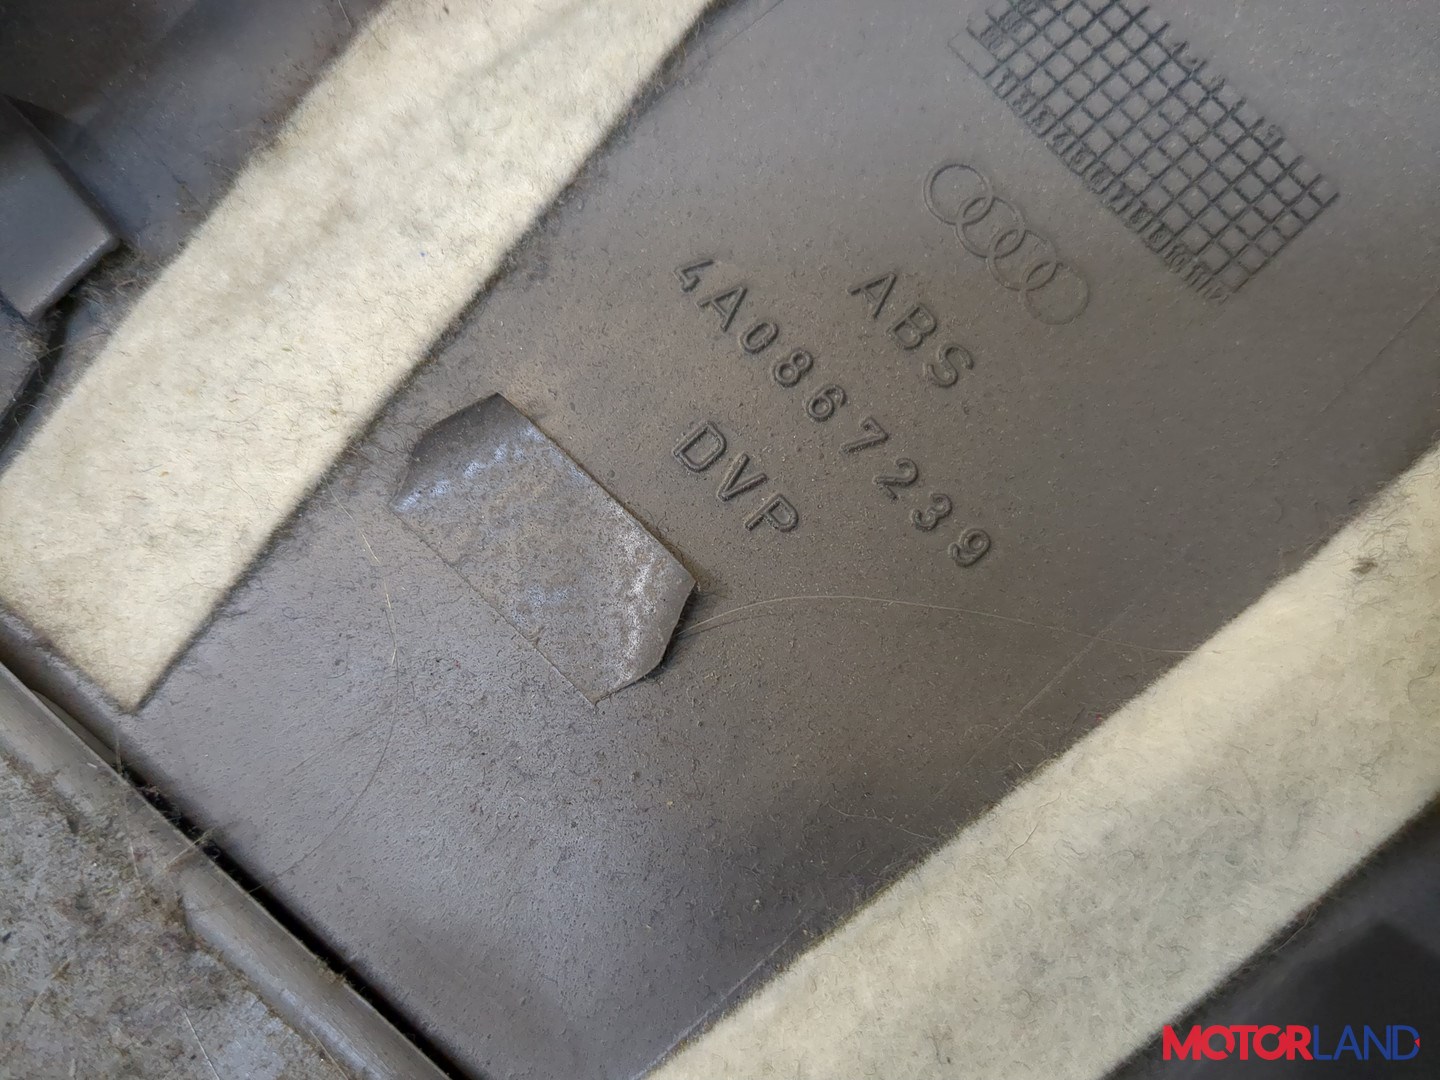 ABS
4A0867239
DVP
MOTORLAND